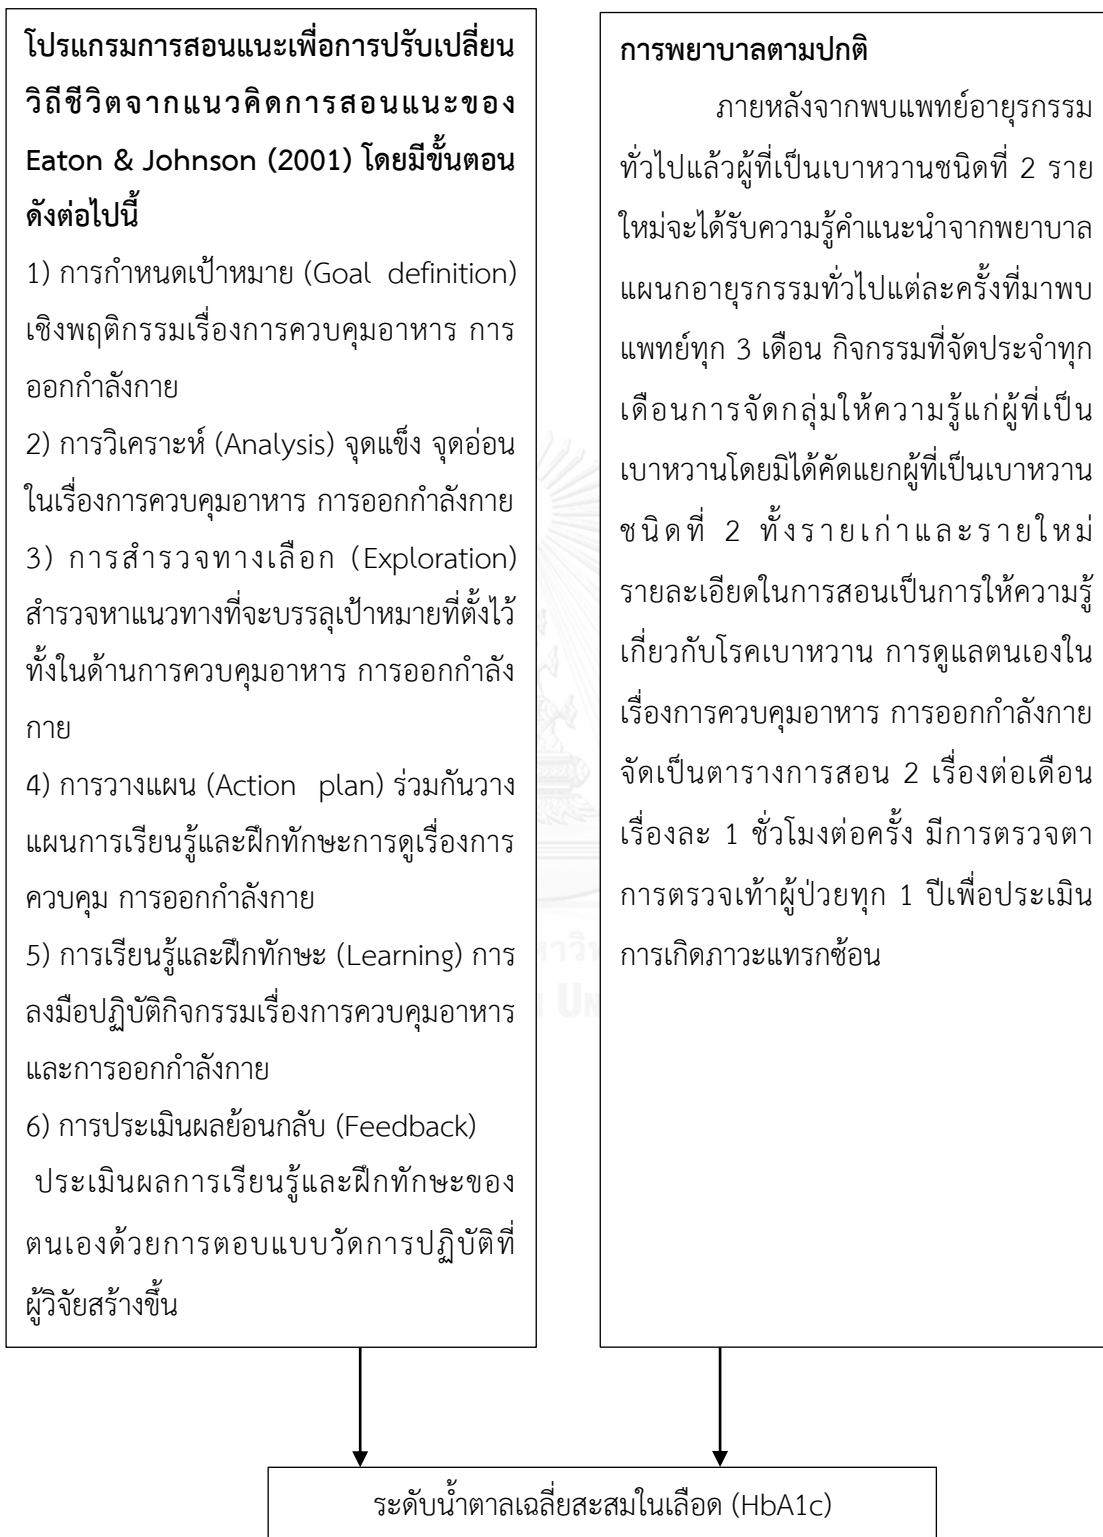 โปรแกรมการสอนแนะเพื่อการปรับเปลี่ยน
วิถีชีวิตจากแนวคิดการสอนแนะของ
Eaton & Johnson (2001) โดยมีขั้นตอน
ดังต่อไปนี้
1) การกำหนดเป้าหมาย (Goal definition)
เชิงพฤติกรรมเรื่องการควบคุมอาหาร การ
ออกกำลังกาย
2) การวิเคราะห์ (Analysis) จุดแข็ง จุดอ่อน
ในเรื่องการควบคุมอาหาร การออกกำลังกาย
3) การสำรวจทางเลือก (Exploration)
สำรวจหาแนวทางที่จะบรรลุเป้าหมายที่ตั้งไว้
ทั้งในด้านการควบคุมอาหาร การออกกำลัง
กาย
4) การวางแผน (Action plan) ร่วมกันวาง
แผนการเรียนรู้และฝึกทักษะการดูเรื่องการ
ควบคุม การออกกำลังกาย
5) การเรียนรู้และฝึกทักษะ (Learning) การ
ลงมือปฏิบัติกิจกรรมเรื่องการควบคุมอาหาร
และการออกกำลังกาย
6) การประเมินผลย้อนกลับ (Feedback)
ประเมินผลการเรียนรู้และฝึกทักษะของ
ตนเองด้วยการตอบแบบวัดการปฏิบัติที่
ผู้วิจัยสร้างขึ้น
การพยาบาลตามปกติ
ภายหลังจากพบแพทย์อายุรกรรม
ทั่วไปแล้วผู้ที่เป็นเบาหวานชนิดที่ 2 ราย
ใหม่จะได้รับความรู้คำแนะนำจากพยาบาล
แผนกอายุรกรรมทั่วไปแต่ละครั้งที่มาพบ
แพทย์ทุก 3 เดือน กิจกรรมที่จัดประจำทุก
เดือนการจัดกลุ่มให้ความรู้แก่ผู้ที่เป็น
เบาหวานโดยมิได้คัดแยกผู้ที่เป็นเบาหวาน
ชนิดที่ 2 ทั้งรายเก่าและรายใหม่
รายละเอียดในการสอนเป็นการให้ความรู้
เกี่ยวกับโรคเบาหวาน การดูแลตนเองใน
เรื่องการควบคุมอาหาร การออกกำลังกาย
จัดเป็นตารางการสอน 2 เรื่องต่อเดือน
เรื่องละ 1 ชั่วโมงต่อครั้ง มีการตรวจตา
การตรวจเท้าผู้ป่วยทุก 1 ปีเพื่อประเมิน
การเกิดภาวะแทรกซ้อน
ระดับน้ำตาลเฉลี่ยสะสมในเลือด (HbA1c)